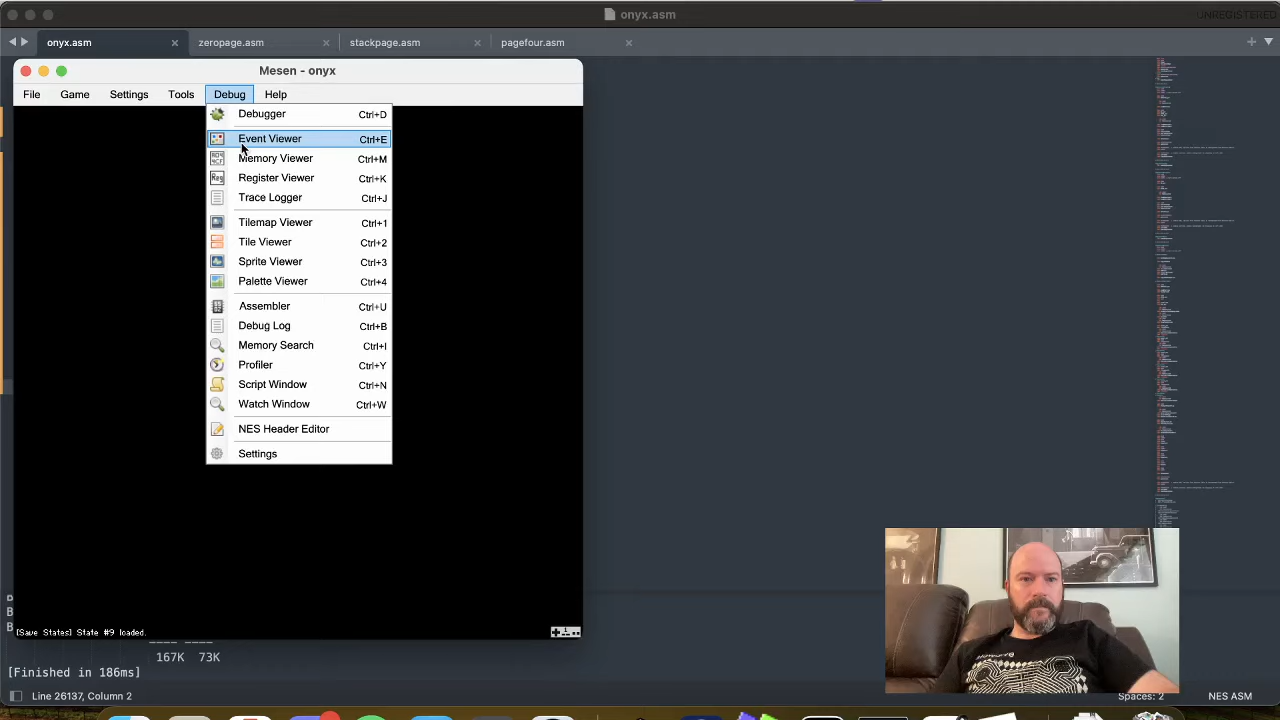 onyx.asm
UNREGISTERED
onyx.asm
zeropage.asm
stackpage.asm
pagefour.asm
Mesen - onyx
File Game Settings Tools Debug Help
Debugger Ctrl+D
Event Viewer Ctrl+E
Memory Viewer Ctrl+M
Register Viewer Ctrl+K
Trace Logger Ctrl+J
Tilemap Viewer Ctrl+1
Tile Viewer Ctrl+2
Sprite Viewer Ctrl+3
Palette Viewer Ctrl+4
Assembler Ctrl+U
Debug Log Ctrl+B
Memory Search Ctrl+F
Profiler Ctrl+Y
Script Window Ctrl+N
Watch Window Ctrl+W
NES Header Editor
Settings
[Save States] State #9 loaded.
167K 73K
[Finished in 186ms]
Line 26137, Column 2
Spaces: 2
NES ASM